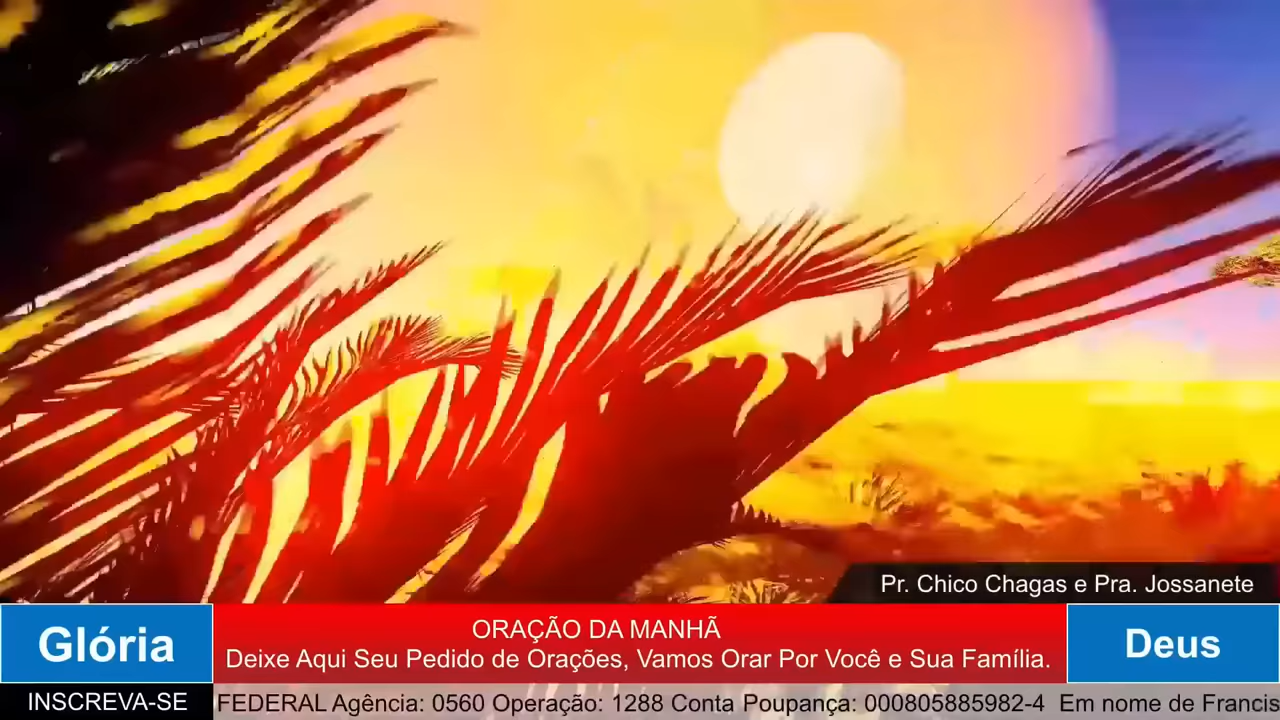 Pr. Chico Chagas e Pra. Jossanete
Glória
ORAÇÃO DA MANHÃ
Deixe Aqui Seu Pedido de Orações, Vamos Orar Por Você e Sua Família.
Deus
INSCREVA-SE
FEDERAL Agência: 0560 Operação: 1288 Conta Poupança: 000805885982-4 Em nome de Francis